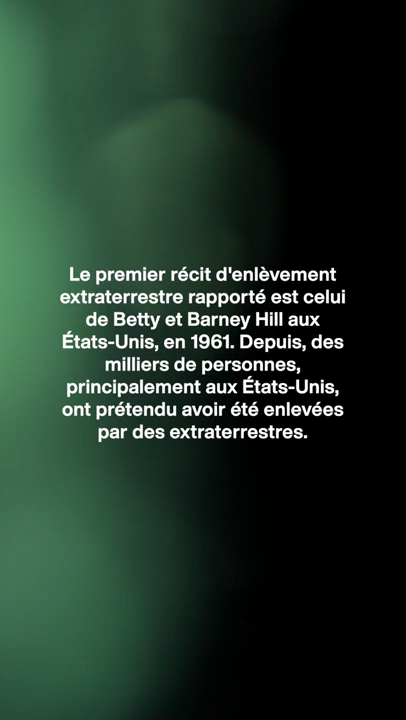 Le premier récit d'enlèvement
extraterrestre rapporté est celui
de Betty et Barney Hill aux
États-Unis, en 1961. Depuis, des
milliers de personnes,
principalement aux États-Unis,
ont prétendu avoir été enlevées
par des extraterrestres.